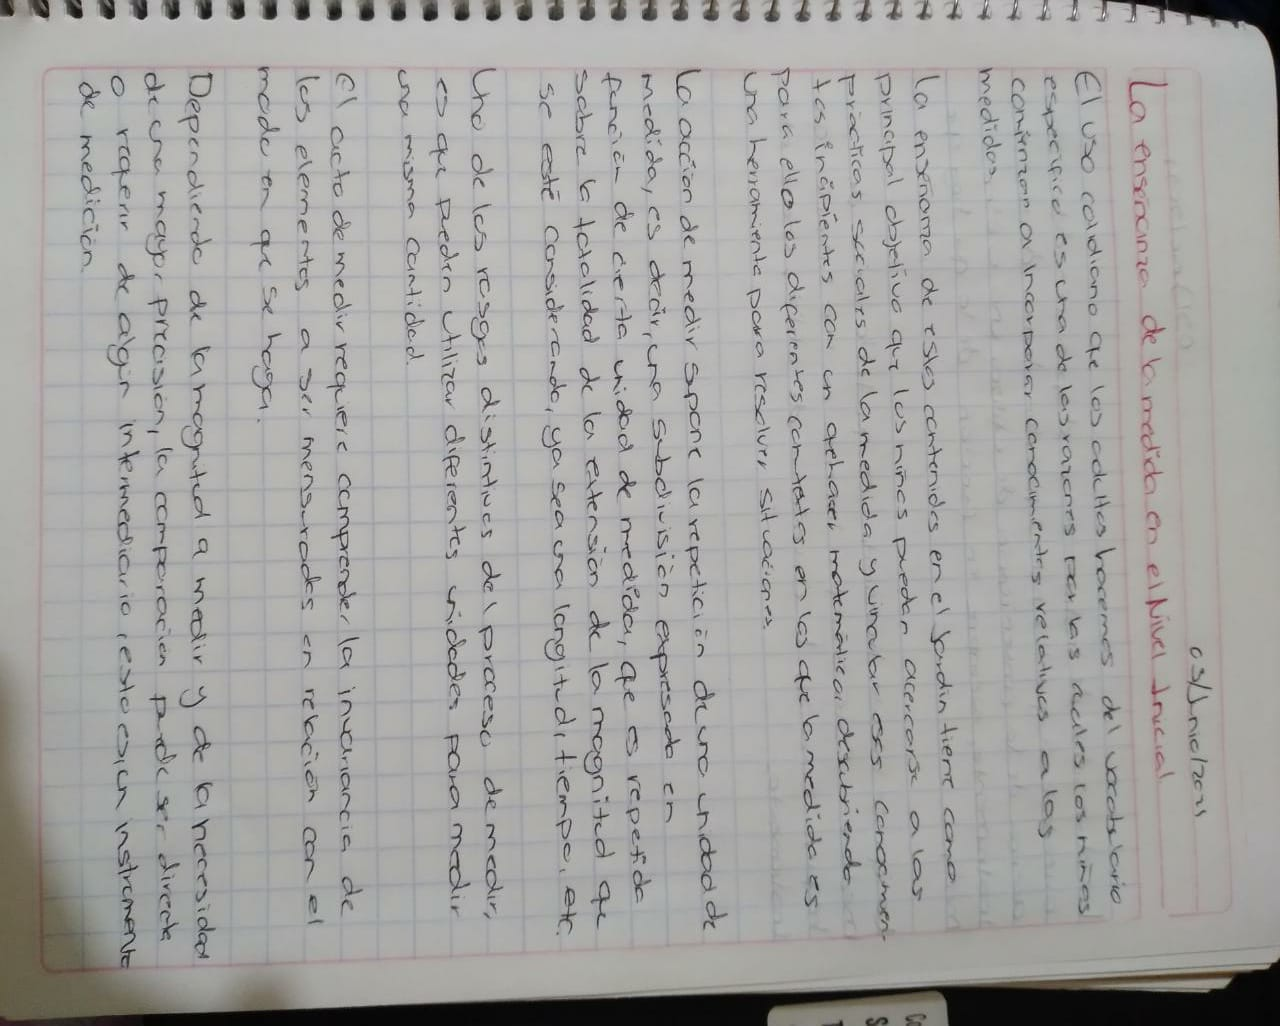 03/Junio/2021
La enseñanza de la medida en el Nivel Inicial
El uso cotidiano que los adultos hacemos del vocabulario
específico es una de las razones por las cuales los niños
comienzan a incorporar conocimientos relativos a las
medidas.
La enseñanza de estos contenidos en el Jardin tiene como
principal objetivo que los niños puedan acercarse a las
prácticas sociales de la medida y vincular esos conocimien-
tos incipientes con un quehacer matemático, descubriendo
para ello los diferentes contextos en los que la medida es
una herramienta para resolver situaciones.
La acción de medir supone la repetición de una unidad de
medida, es decir, una subdivisión expresada en
función de cierta unidad de medida, que es repetida
sobre la totalidad de la extensión de la magnitud que
se esté considerando, ya sea una longitud, tiempo, etc.
Uno de los rasgos distintivos del proceso de medir,
es que pueden utilizar diferentes unidades para medir
una misma cantidad.
El acto de medir requiere comprender la invariancia de
los elementos a ser mensurados en relación con el
modo en que se haga.
Dependiendo de la magnitud a medir y de la necesidad
de una mayor precisión, la comparación puede ser directa
o requerir de algún intermediario, esto es, un instrumento
de medición.